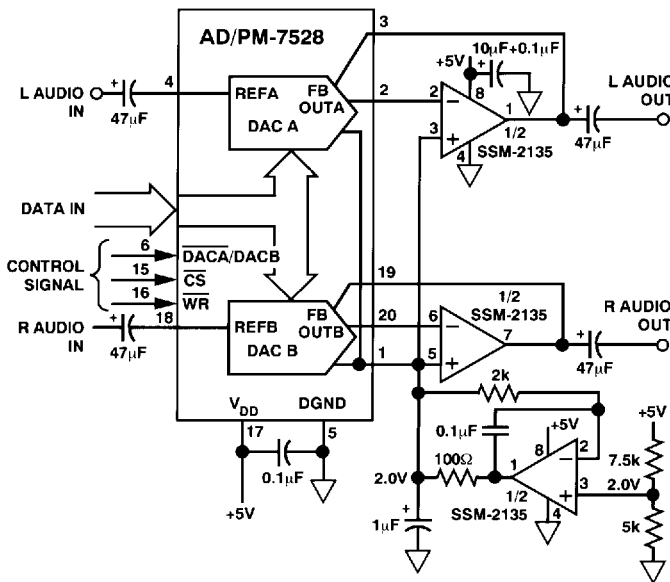 AD/PM-7528
3
10µF+0.1µF
+5V
+
L AUDIO IN
+
47µF
4
REFA
FB
OUTA
DAC A
2
2
−
8
1
3
+
4
1/2
SSM-2135
+
47µF
L AUDIO OUT
DATA IN
CONTROL SIGNAL
6
DACA/DACB
15
CS
16
WR
19
R AUDIO IN
+
47µF
18
REFB
FB
OUTB
DAC B
20
6
−
1/2
SSM-2135
7
1
5
+
+
47µF
R AUDIO OUT
VDD
DGND
17
5
0.1µF
+5V
2k
0.1µF
+5V
8
2
−
+5V
7.5k
100Ω
2.0V
1
3
+
2.0V
1/2
4
SSM-2135
5k
+
1µF